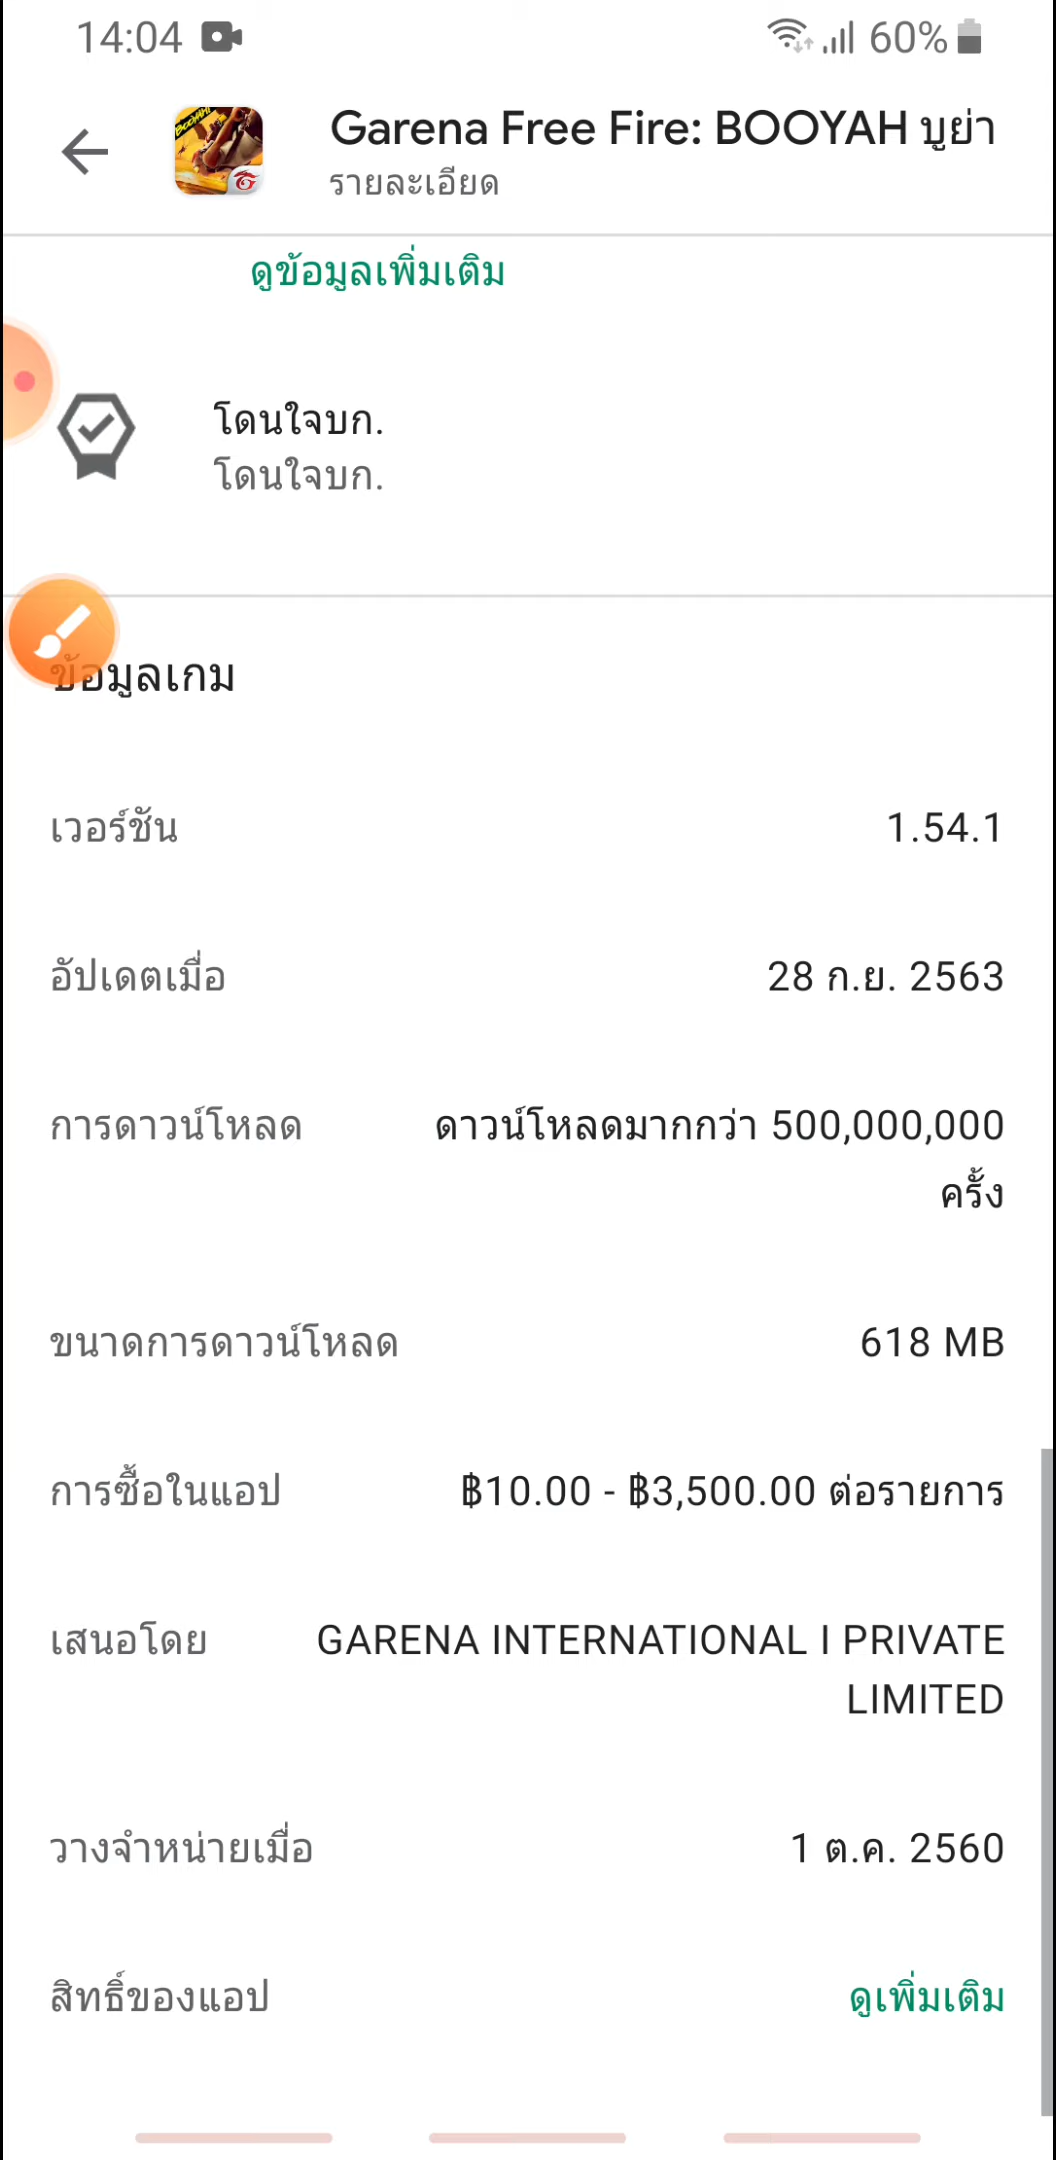 14:04 60%
Garena Free Fire: BOOYAH บูย่า
รายละเอียด
ดูข้อมูลเพิ่มเติม
โดนใจบก.
โดนใจบก.
ข้อมูลเกม
เวอร์ชัน 1.54.1
อัปเดตเมื่อ 28 ก.ย. 2563
การดาวน์โหลด ดาวน์โหลดมากกว่า 500,000,000
ครั้ง
ขนาดการดาวน์โหลด 618 MB
การซื้อในแอป ฿10.00 - ฿3,500.00 ต่อรายการ
เสนอโดย GARENA INTERNATIONAL I PRIVATE
LIMITED
วางจำหน่ายเมื่อ 1 ต.ค. 2560
สิทธิ์ของแอป ดูเพิ่มเติม